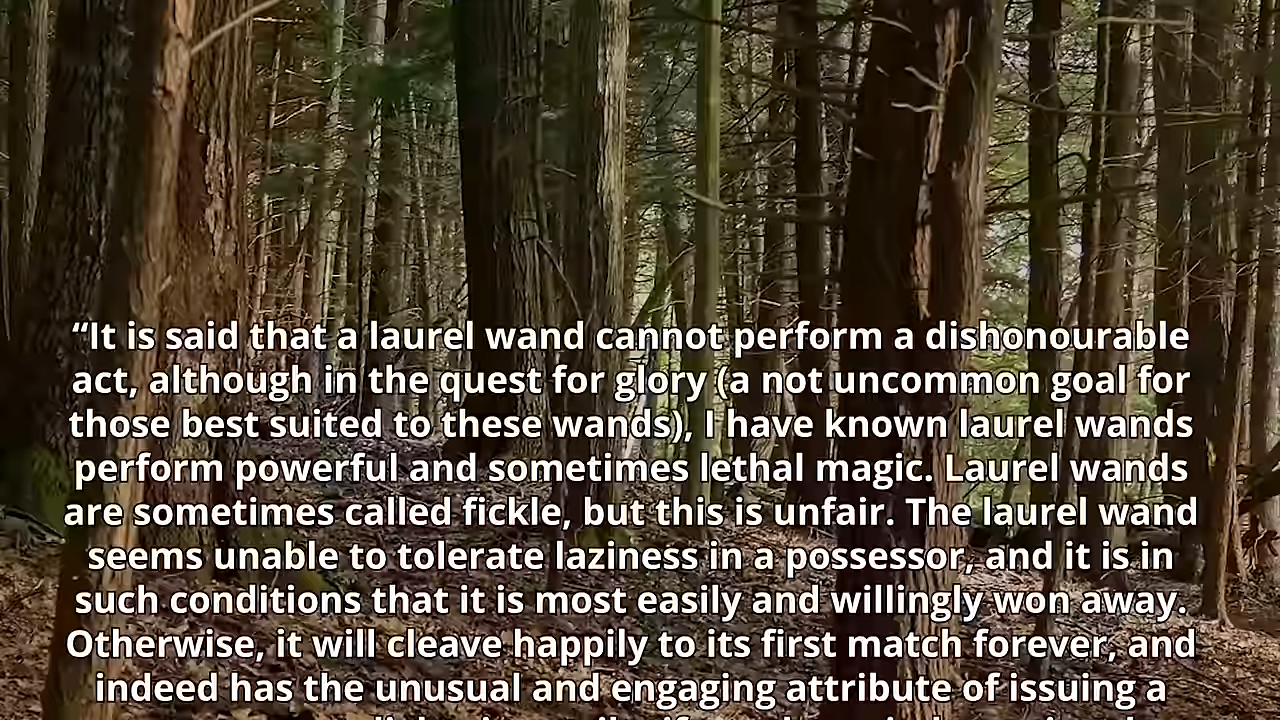 “It is said that a laurel wand cannot perform a dishonourable
act, although in the quest for glory (a not uncommon goal for
those best suited to these wands), I have known laurel wands
perform powerful and sometimes lethal magic. Laurel wands
are sometimes called fickle, but this is unfair. The laurel wand
seems unable to tolerate laziness in a possessor, and it is in
such conditions that it is most easily and willingly won away.
Otherwise, it will cleave happily to its first match forever, and
indeed has the unusual and engaging attribute of issuing a